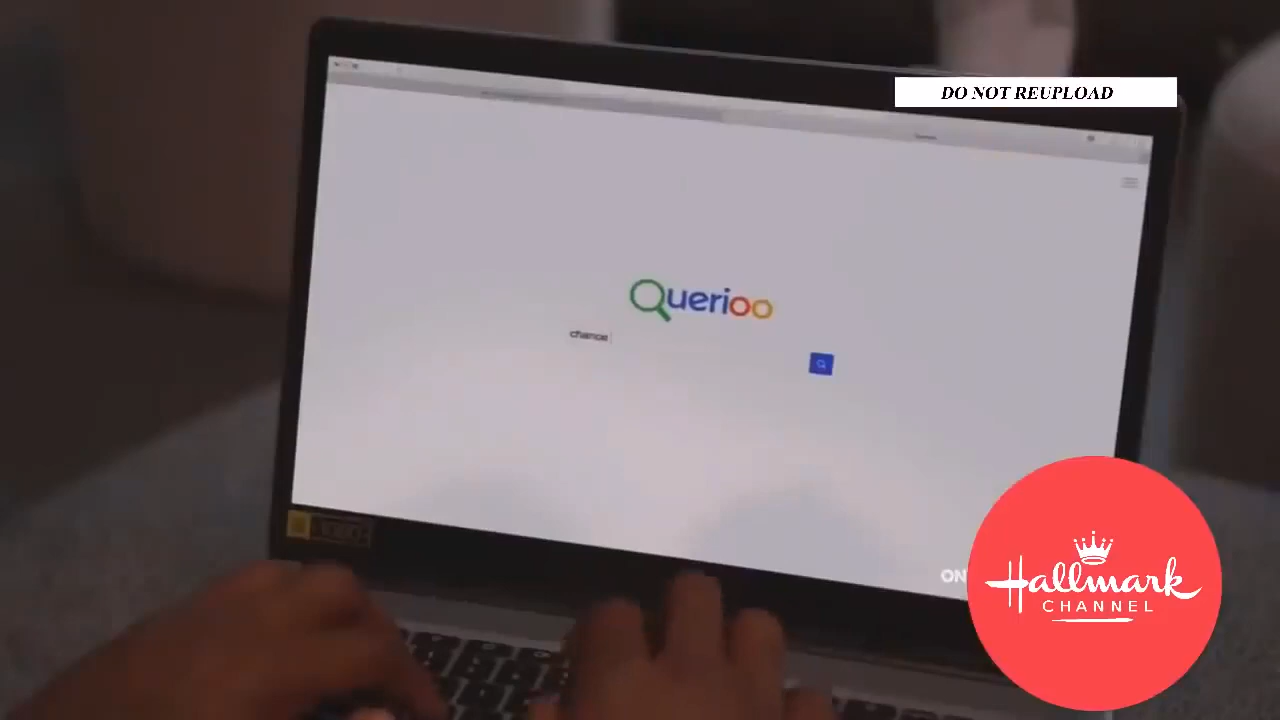 DO NOT REUPLOAD
Querioo
chance
ON
Hallmark
CHANNEL